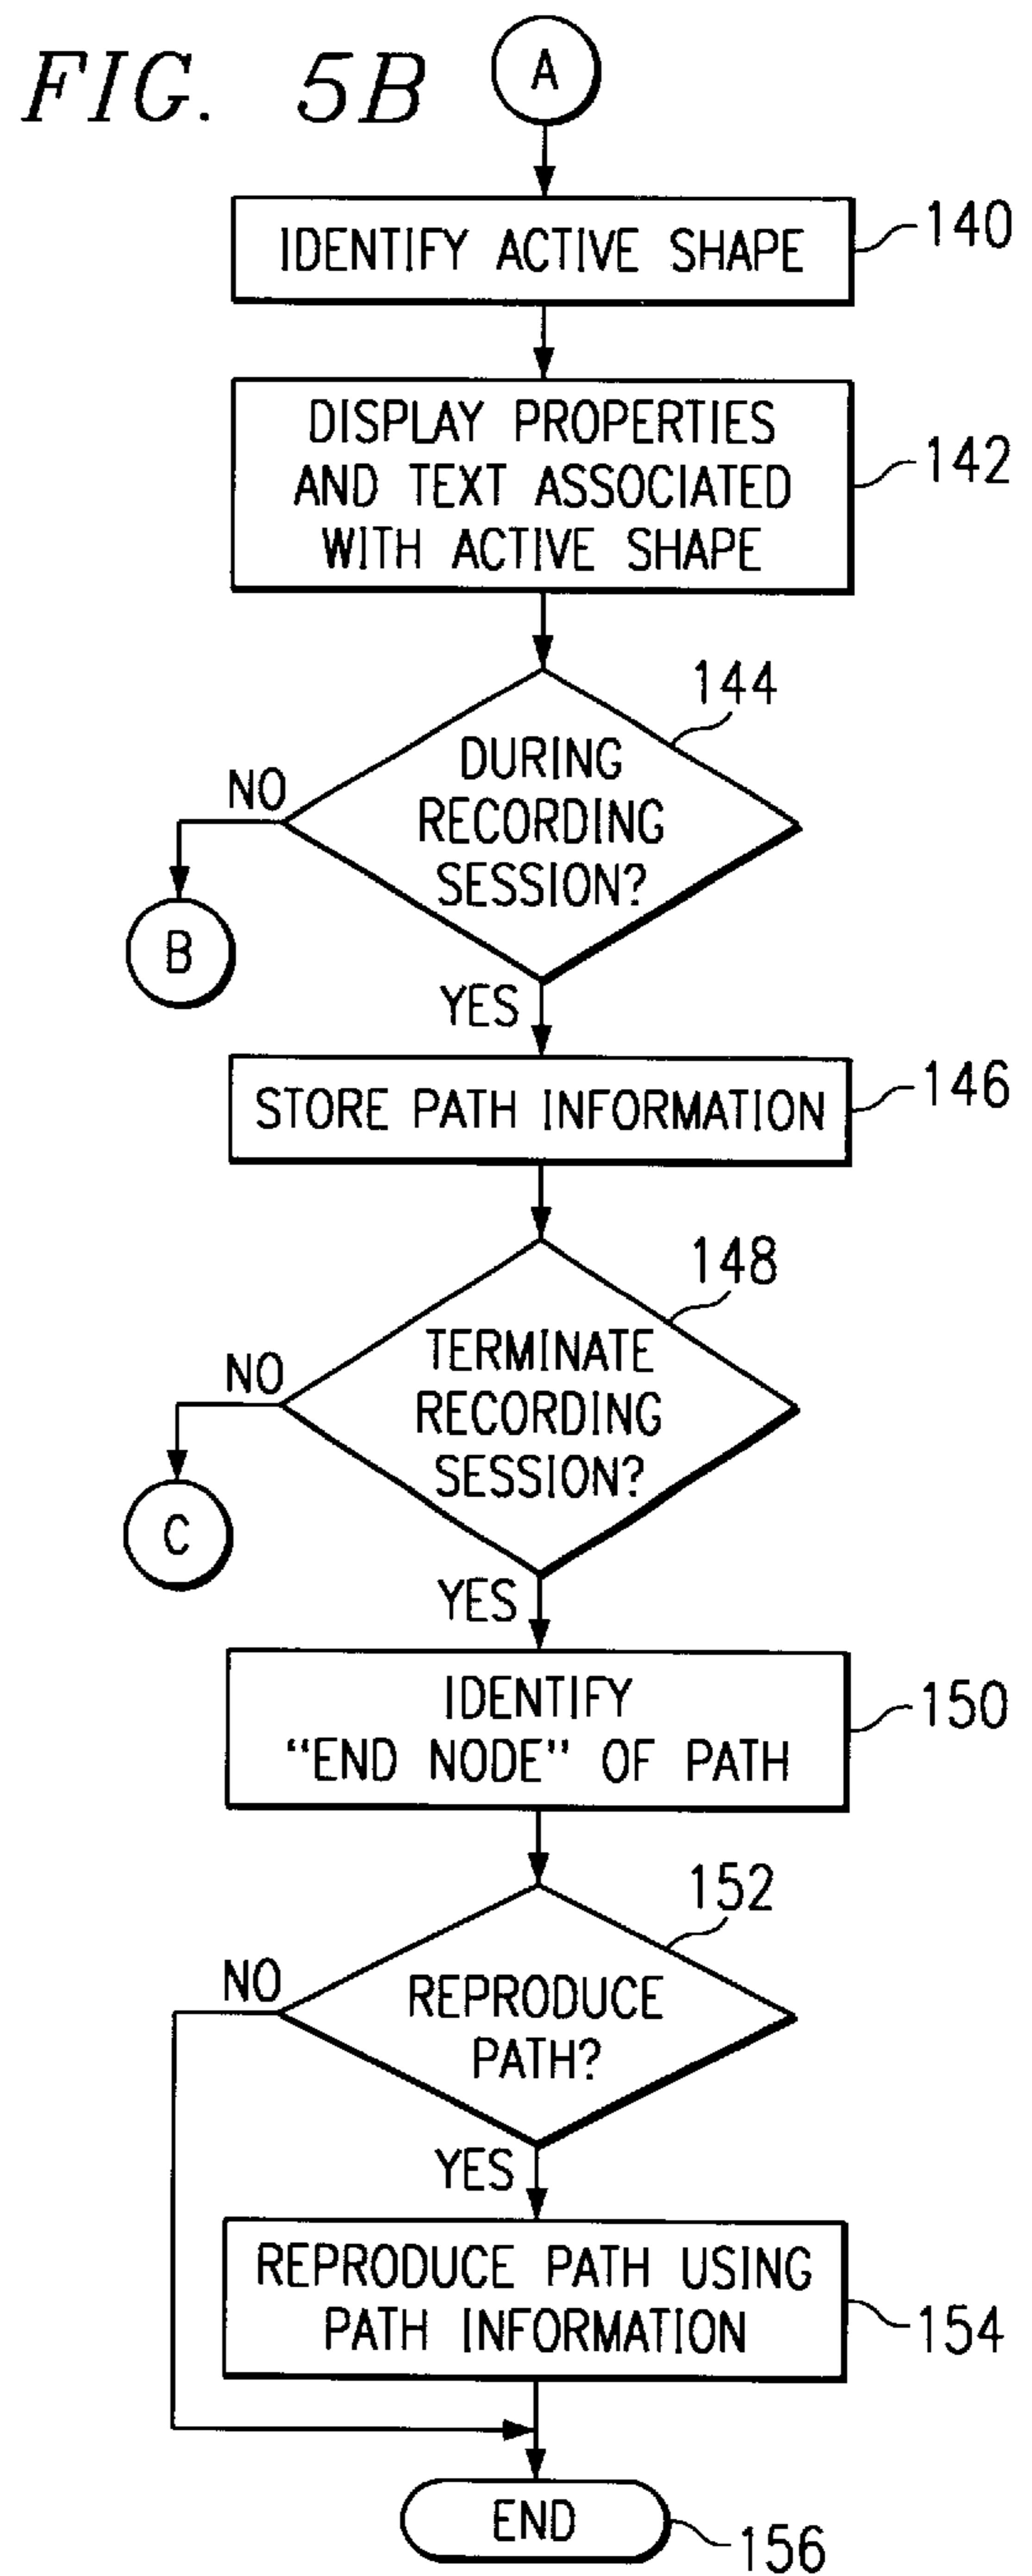 FIG. 5B
A
IDENTIFY ACTIVE SHAPE
140
DISPLAY PROPERTIES
AND TEXT ASSOCIATED
WITH ACTIVE SHAPE
142
144
DURING
RECORDING
SESSION?
NO
B
YES
STORE PATH INFORMATION
146
148
TERMINATE
RECORDING
SESSION?
NO
C
YES
IDENTIFY
“END NODE” OF PATH
150
152
REPRODUCE
PATH?
NO
YES
REPRODUCE PATH USING
PATH INFORMATION
154
END
156